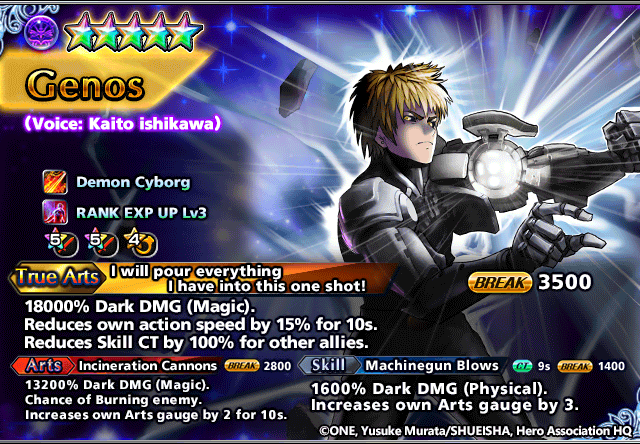 Genos
(Voice: Kaito ishikawa)
Demon Cyborg
RANK EXP UP Lv3
5 5 4
True Arts
I will pour everything
I have into this one shot!
BREAK 3500
18000% Dark DMG (Magic).
Reduces own action speed by 15% for 10s.
Reduces Skill CT by 100% for other allies.
Arts Incineration Cannons BREAK 2800
13200% Dark DMG (Magic).
Chance of Burning enemy.
Increases own Arts gauge by 2 for 10s.
Skill Machinegun Blows CT 9s BREAK 1400
1600% Dark DMG (Physical).
Increases own Arts gauge by 3.
©ONE, Yusuke Murata/SHUEISHA, Hero Association HQ